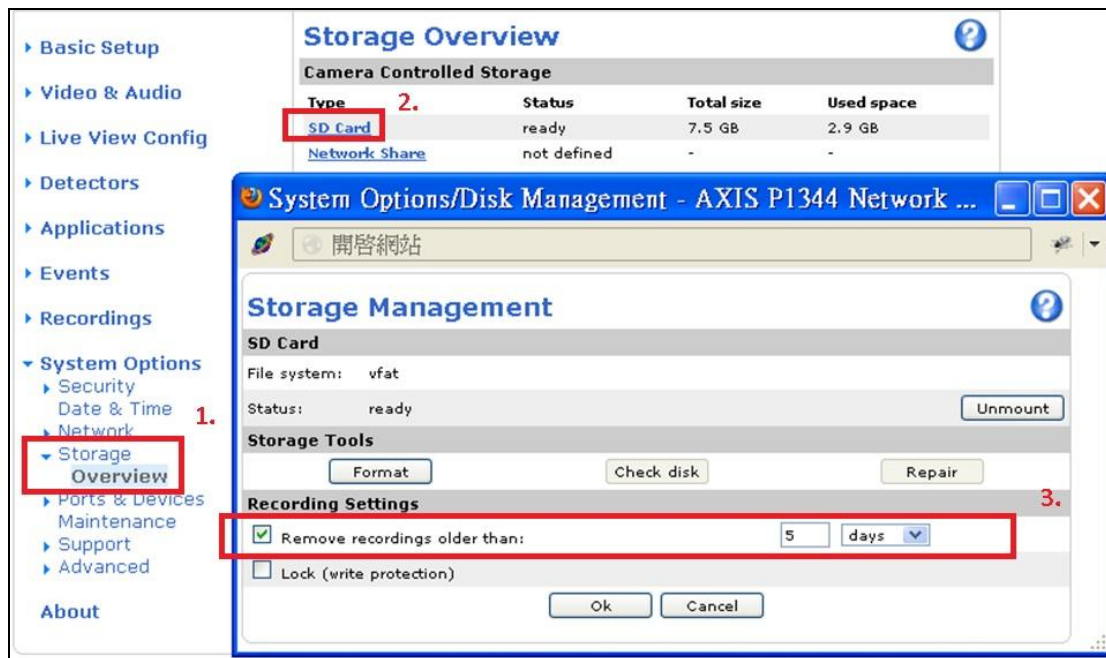 Basic Setup
Video & Audio
Live View Config
Detectors
Applications
Events
Recordings
System Options
Security
Date & Time
1.
Network
Storage
Overview
Ports & Devices
Maintenance
Support
Advanced
About
Storage Overview
Camera Controlled Storage
Type Status Total size Used space
2.
SD Card ready 7.5 GB 2.9 GB
Network Share not defined - -
System Options/Disk Management - AXIS P1344 Network ...
開啓網站
Storage Management
SD Card
File system: vfat
Status: ready Unmount
Storage Tools
Format Check disk Repair
Recording Settings
3.
Remove recordings older than: 5 days
Lock (write protection)
Ok Cancel